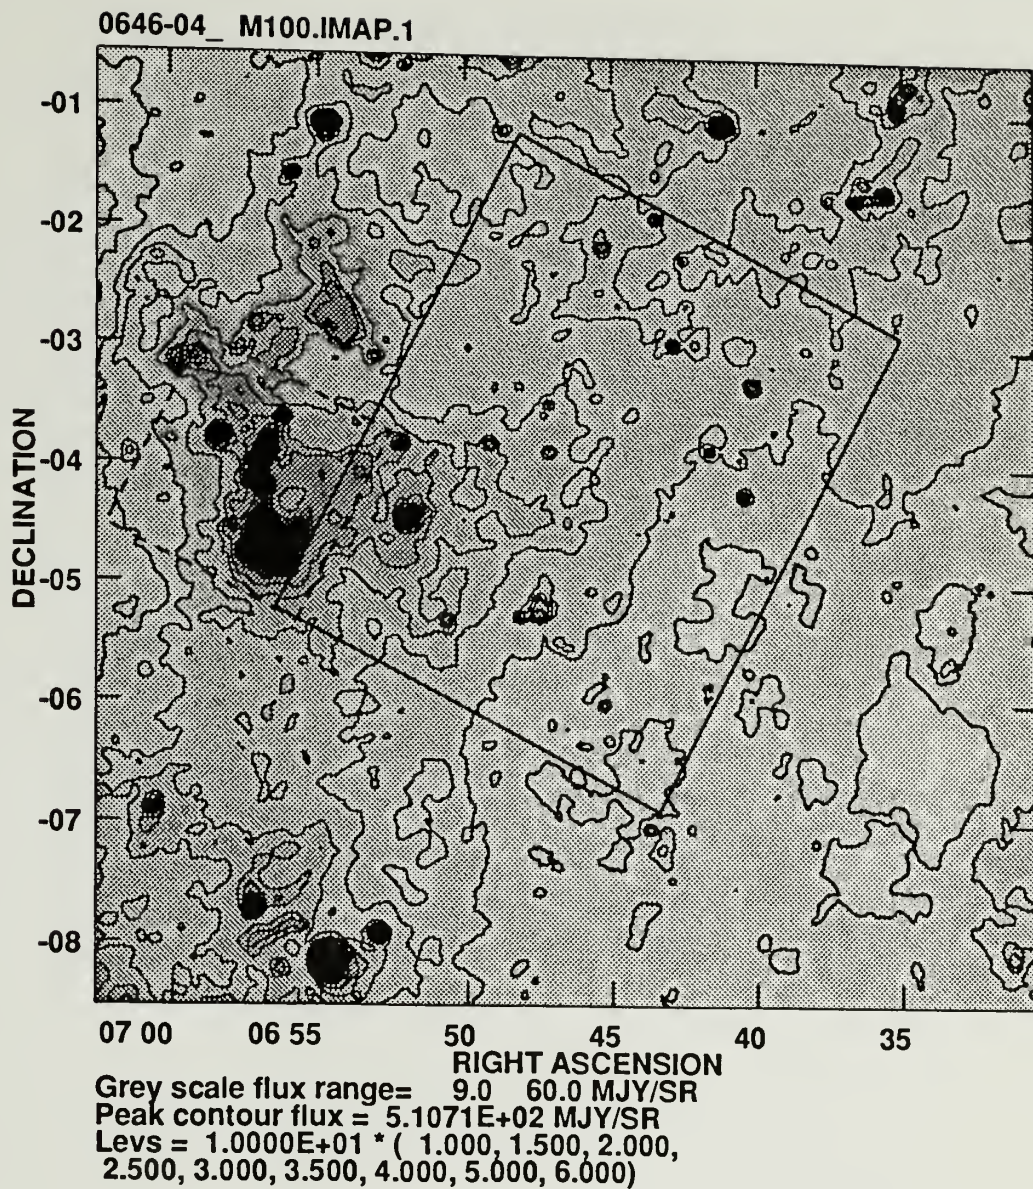 0646-04_ M100.IMAP.1
-01
-02
-03
-04
-05
-06
-07
-08
DECLINATION
07 00 06 55 50 45 40 35
RIGHT ASCENSION
Grey scale flux range= 9.0 60.0 MJY/SR
Peak contour flux = 5.1071E+02 MJY/SR
Levs = 1.0000E+01 * ( 1.000, 1.500, 2.000,
2.500, 3.000, 3.500, 4.000, 5.000, 6.000)